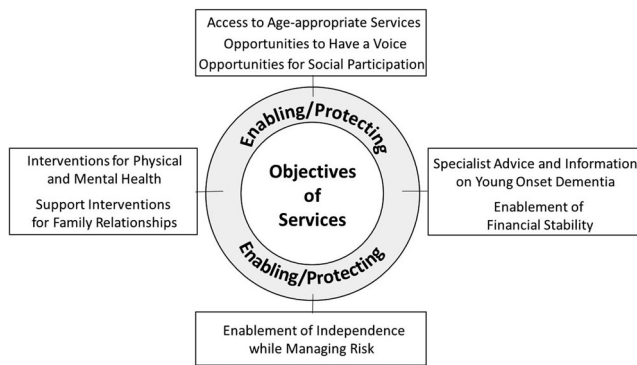 Access to Age-appropriate Services
Opportunities to Have a Voice
Opportunities for Social Participation
Enabling/Protecting
Interventions for Physical
and Mental Health
Support Interventions
for Family Relationships
Objectives
of
Services
Specialist Advice and Information
on Young Onset Dementia
Enablement of
Financial Stability
Enabling/Protecting
Enablement of Independence
while Managing Risk